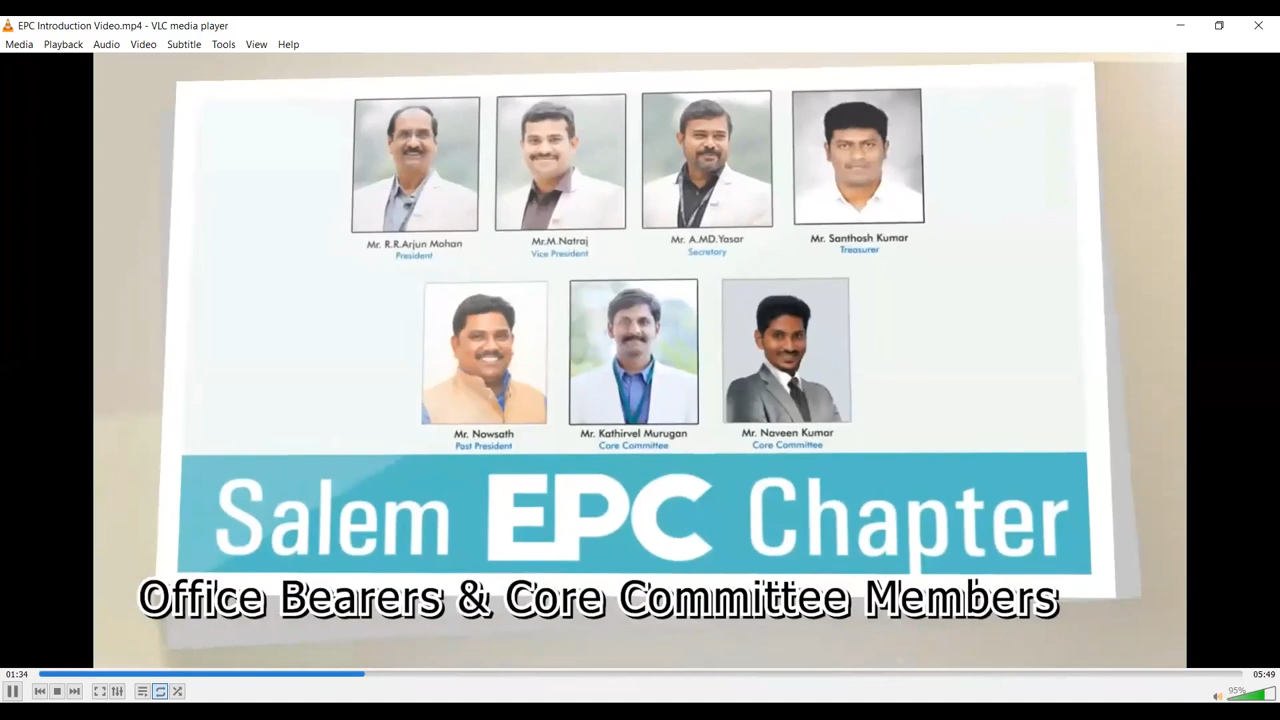 EPC Introduction Video.mp4 - VLC media player
Media Playback Audio Video Subtitle Tools View Help
Mr. R.R.Arjun Mohan
President
Mr.M.Natraj
Vice President
Mr. A.MD.Yasar
Secretary
Mr. Santhosh Kumar
Treasurer
Mr. Nowsath
Past President
Mr. Kathirvel Murugan
Core Committee
Mr. Naveen Kumar
Core Committee
Salem EPC Chapter
Office Bearers & Core Committee Members
01:34
05:49
95%